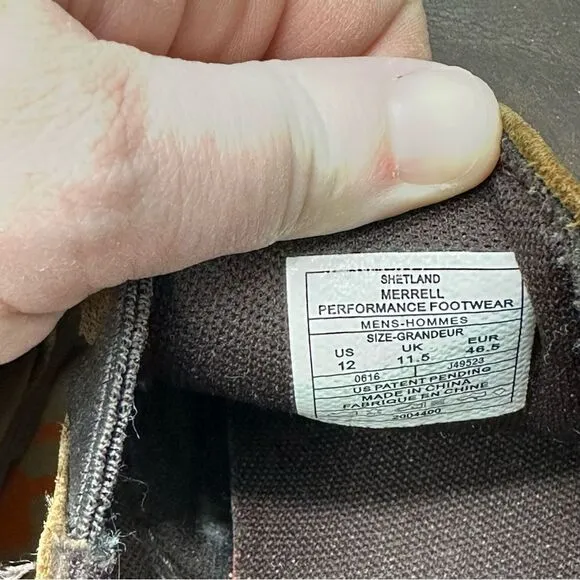 SHETLAND
MERRELL
PERFORMANCE FOOTWEAR
MENS-HOMMES
SIZE-GRANDEUR
US UK EUR
12 11.5 46.5
0616 J49523
US PATENT PENDING
MADE IN CHINA
FABRIQUE EN CHINE
2004400